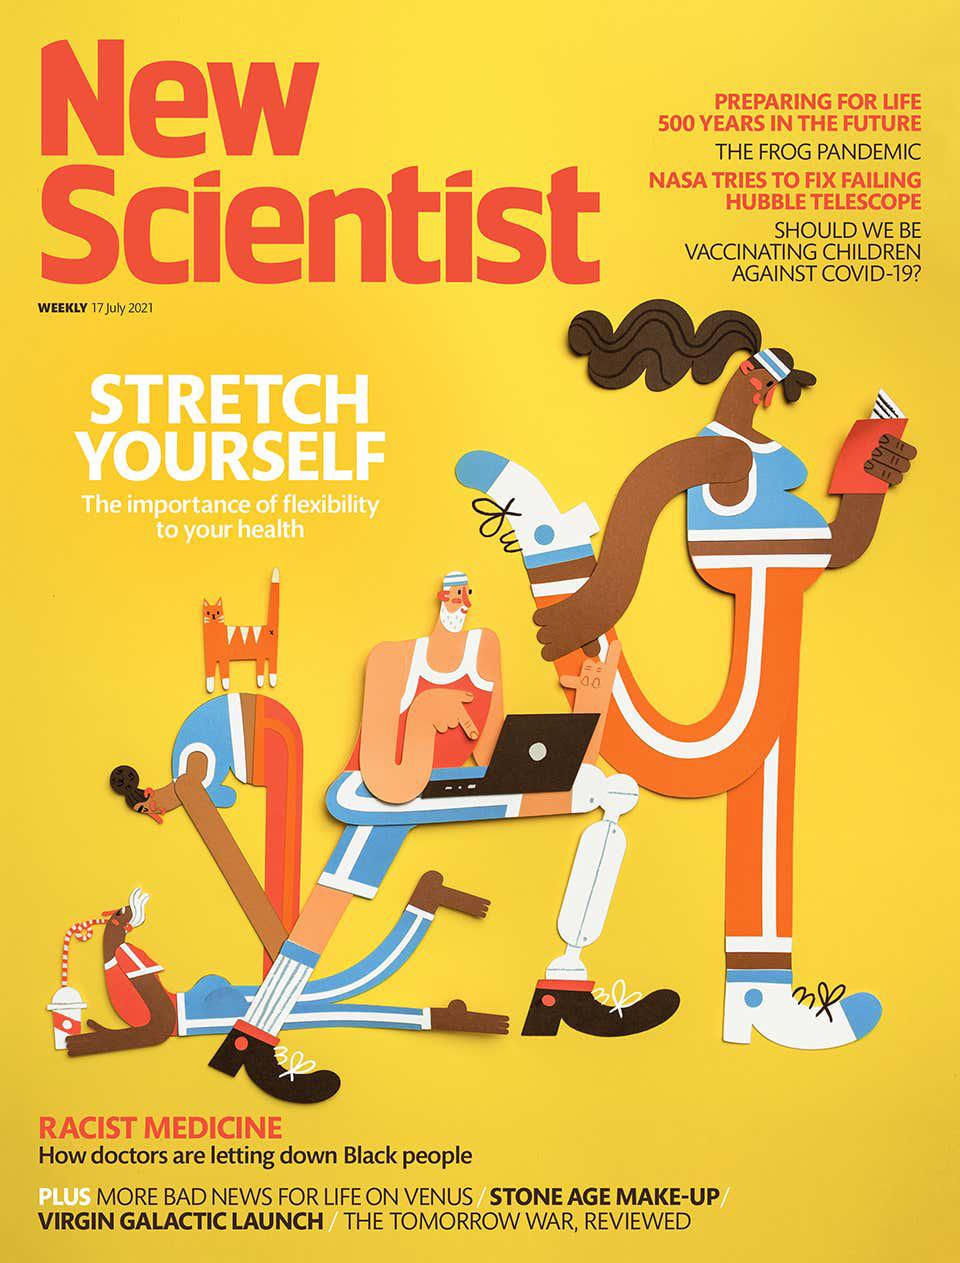 New
Scientist
WEEKLY 17 July 2021
PREPARING FOR LIFE
500 YEARS IN THE FUTURE
THE FROG PANDEMIC
NASA TRIES TO FIX FAILING
HUBBLE TELESCOPE
SHOULD WE BE
VACCINATING CHILDREN
AGAINST COVID-19?
STRETCH
YOURSELF
The importance of flexibility
to your health
RACIST MEDICINE
How doctors are letting down Black people
PLUS MORE BAD NEWS FOR LIFE ON VENUS / STONE AGE MAKE-UP /
VIRGIN GALACTIC LAUNCH / THE TOMORROW WAR, REVIEWED